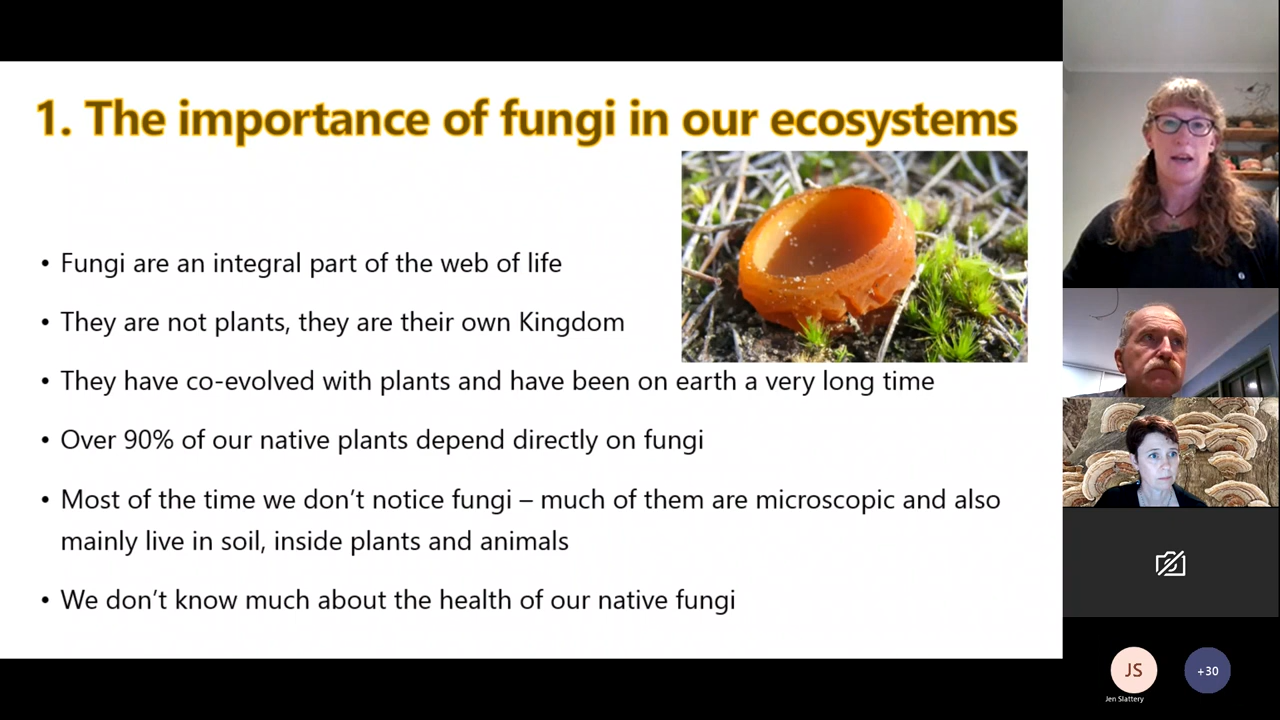 1. The importance of fungi in our ecosystems
• Fungi are an integral part of the web of life
• They are not plants, they are their own Kingdom
• They have co-evolved with plants and have been on earth a very long time
• Over 90% of our native plants depend directly on fungi
• Most of the time we don’t notice fungi – much of them are microscopic and also
mainly live in soil, inside plants and animals
• We don’t know much about the health of our native fungi
JS
+30
Jen Slattery